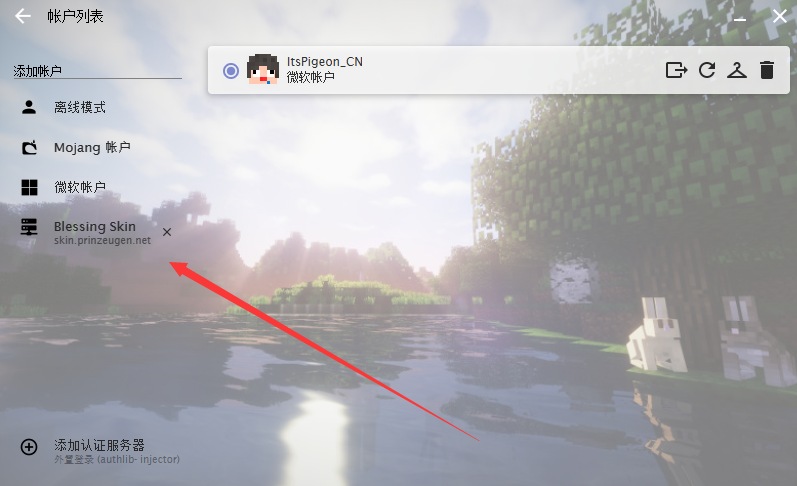 帐户列表
添加帐户
离线模式
Mojang 帐户
微软帐户
Blessing Skin
skin.prinzeugen.net
添加认证服务器
外置登录 (authlib- injector)
ItsPigeon_CN
微软帐户